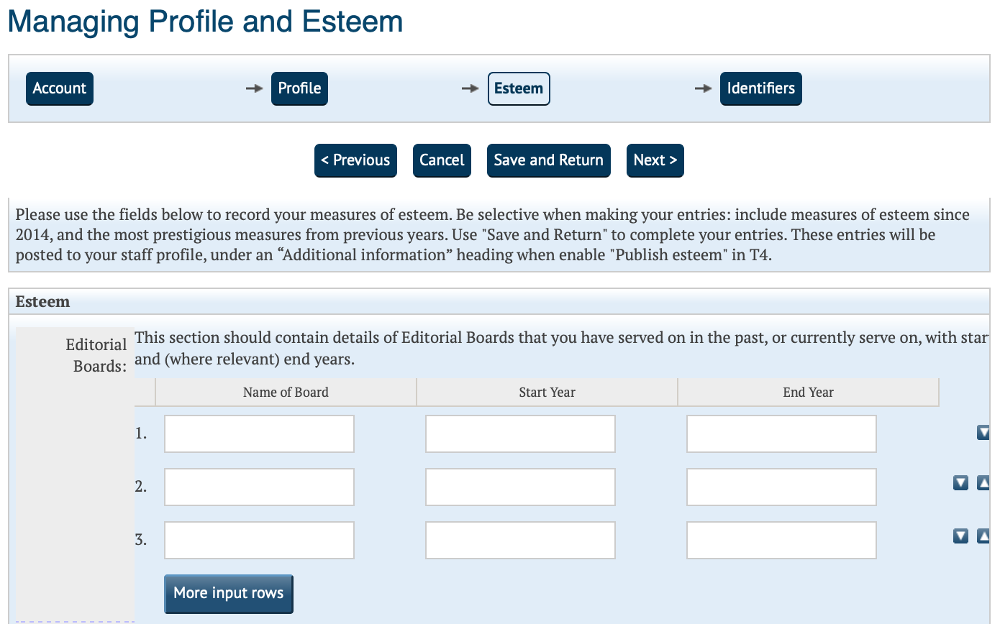 Managing Profile and Esteem
Account
Profile
Esteem
Identifiers
< Previous
Cancel
Save and Return
Next >
Please use the fields below to record your measures of esteem. Be selective when making your entries: include measures of esteem since
2014, and the most prestigious measures from previous years. Use "Save and Return" to complete your entries. These entries will be
posted to your staff profile, under an “Additional information” heading when enable "Publish esteem" in T4.
Esteem
Editorial
Boards:
This section should contain details of Editorial Boards that you have served on in the past, or currently serve on, with star
and (where relevant) end years.
Name of Board
Start Year
End Year
1.
2.
3.
More input rows